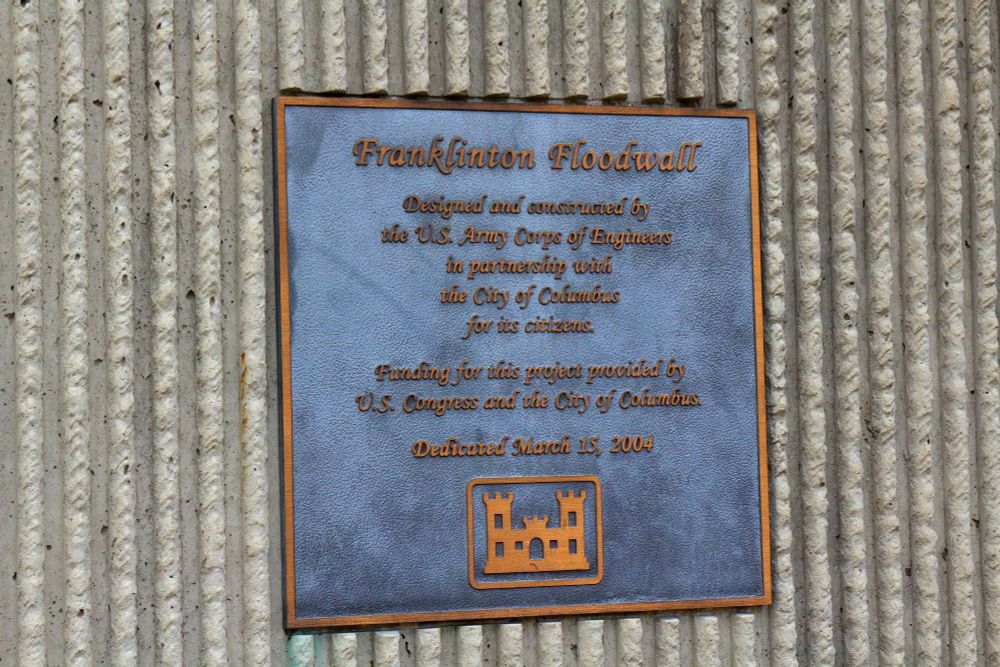 Franklinton Floodwall
Designed and constructed by
the U.S. Army Corps of Engineers
in partnership with
the City of Columbus
for its citizens.
Funding for this project provided by
U.S. Congress and the City of Columbus.
Dedicated March 15, 2004